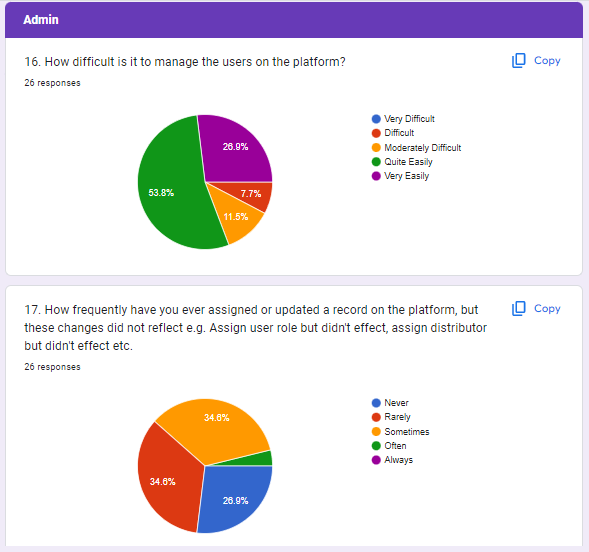 Admin
16. How difficult is it to manage the users on the platform?
Copy
26 responses
Very Difficult
Difficult
Moderately Difficult
Quite Easily
Very Easily
26.9%
53.8%
7.7%
11.5%
17. How frequently have you ever assigned or updated a record on the platform, but
these changes did not reflect e.g. Assign user role but didn't effect, assign distributor
but didn't effect etc.
Copy
26 responses
Never
Rarely
Sometimes
Often
Always
34.6%
34.6%
26.9%